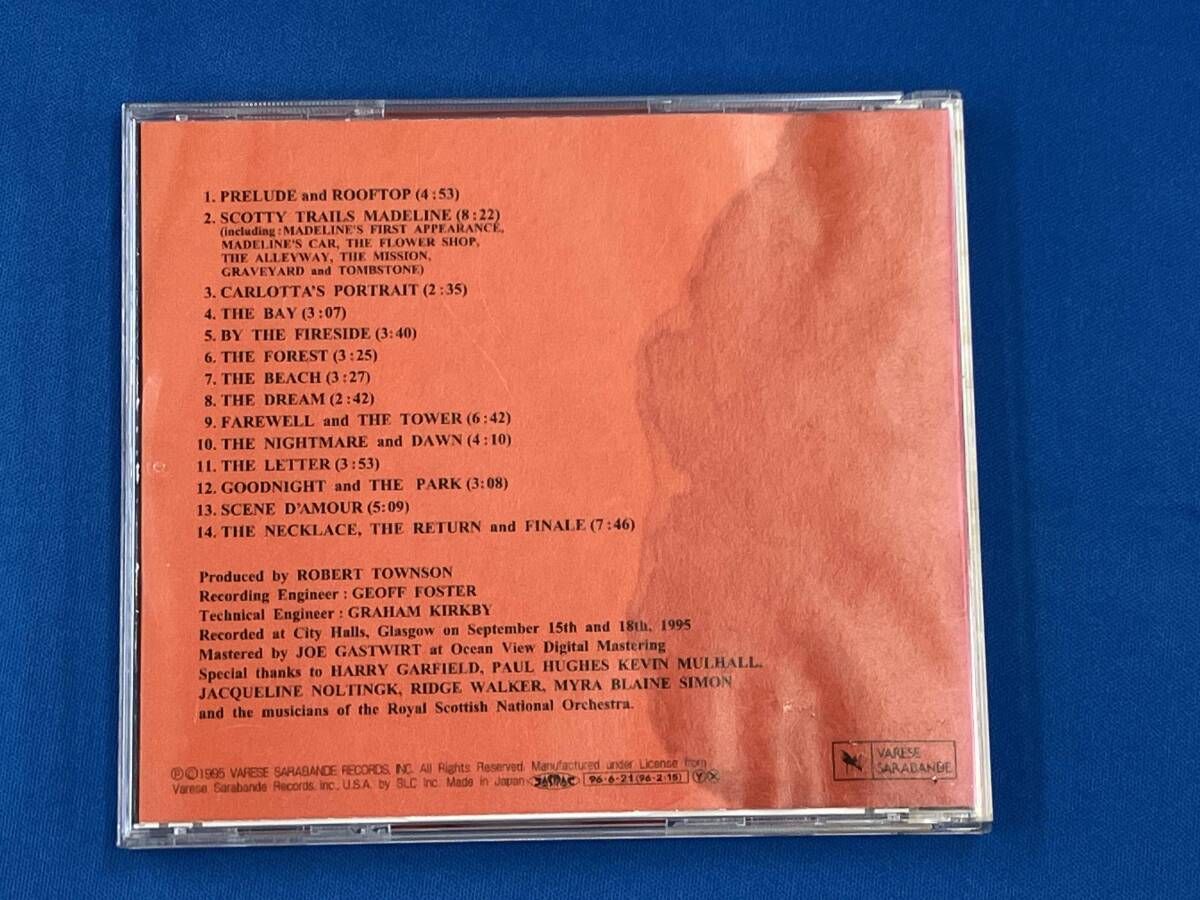 1. PRELUDE and ROOFTOP (4:53)
2. SCOTTY TRAILS MADELINE (8:22)
(including:MADELINE'S FIRST APPEARANCE,
MADELINE'S CAR, THE FLOWER SHOP,
THE ALLEYWAY, THE MISSION,
GRAVEYARD and TOMBSTONE)
3. CARLOTTA'S PORTRAIT (2:35)
4. THE BAY (3:07)
5. BY THE FIRESIDE (3:40)
6. THE FOREST (3:25)
7. THE BEACH (3:27)
8. THE DREAM (2:42)
9. FAREWELL and THE TOWER (6:42)
10. THE NIGHTMARE and DAWN (4:10)
11. THE LETTER (3:53)
12. GOODNIGHT and THE PARK (3:08)
13. SCENE D'AMOUR (5:09)
14. THE NECKLACE, THE RETURN and FINALE (7:46)
Produced by ROBERT TOWNSON
Recording Engineer : GEOFF FOSTER
Technical Engineer : GRAHAM KIRKBY
Recorded at City Halls, Glasgow on September 15th and 18th, 1995
Mastered by JOE GASTWIRT at Ocean View Digital Mastering
Special thanks to HARRY GARFIELD, PAUL HUGHES KEVIN MULHALL,
JACQUELINE NOLTINGK, RIDGE WALKER, MYRA BLAINE SIMON
and the musicians of the Royal Scottish National Orchestra.
VARESE
SARABANDE
Ⓟ©1995 VARESE SARABANDE RECORDS, INC. All Rights Reserved. Manufactured under License from
Varese Sarabande Records, Inc., U.S.A. by SLC Inc. Made in Japan JASRAC 96·6·21(96·2·15) Ⓨ Ⓧ